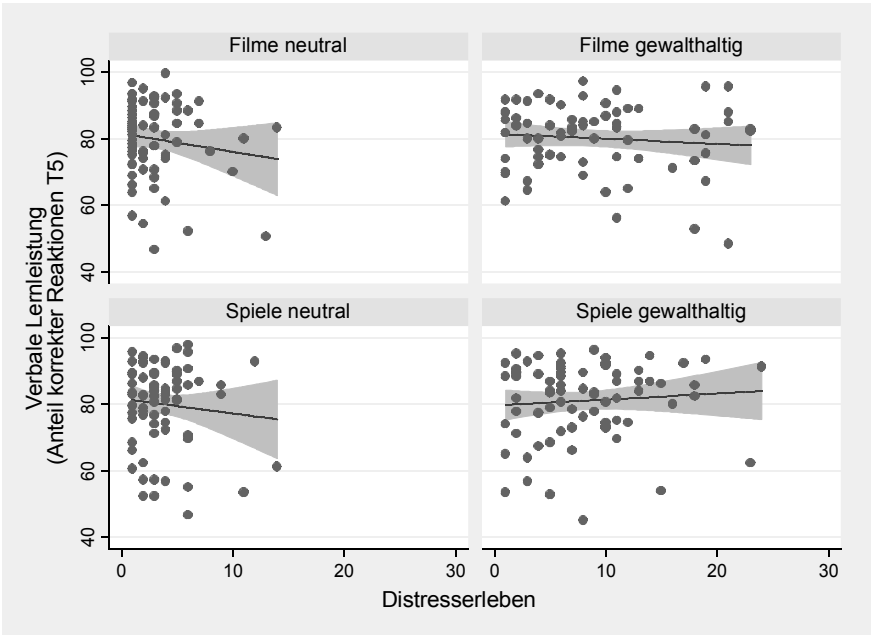 Filme neutral
Filme gewalthaltig
100
80
60
40
Spiele neutral
Spiele gewalthaltig
100
80
60
40
Verbale Lernleistung
(Anteil korrekter Reaktionen T5)
0
10
20
30
0
10
20
30
Distresserleben